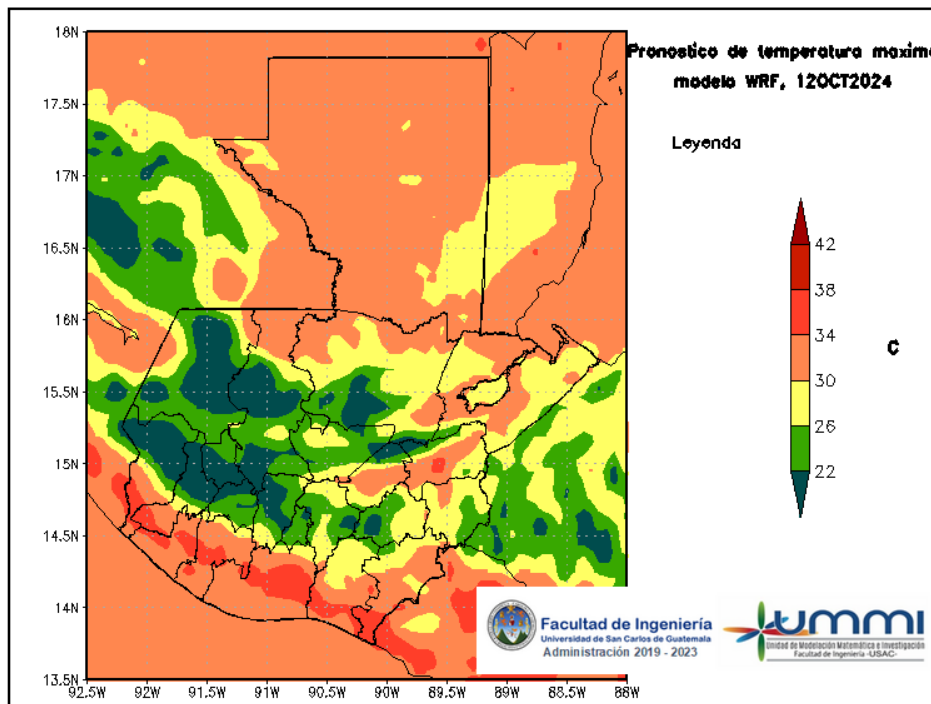 18N
17.5N
17N
16.5N
16N
15.5N
15N
14.5N
14N
13.5N
92.5W
92W
91.5W
91W
90.5W
90W
89.5W
89W
88.5W
88W
Pronostico de temperatura maxima
modelo WRF, 12OCT2024
Leyenda
42
38
34
30
26
22
C
Facultad de Ingeniería
Universidad de San Carlos de Guatemala
Administración 2019 - 2023
ummi
Unidad de Modelación Matemática e Investigación
Facultad de Ingeniería -USAC-